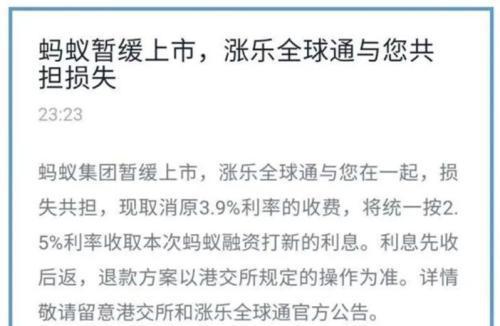 蚂蚁暂缓上市，涨乐全球通与您共
担损失
23:23
蚂蚁集团暂缓上市，涨乐全球通与您在一起，损
失共担，现取消原3.9%利率的收费，将统一按2.
5%利率收取本次蚂蚁融资打新的利息。利息先收
后返，退款方案以港交所规定的操作为准。详情
敬请留意港交所和涨乐全球通官方公告。